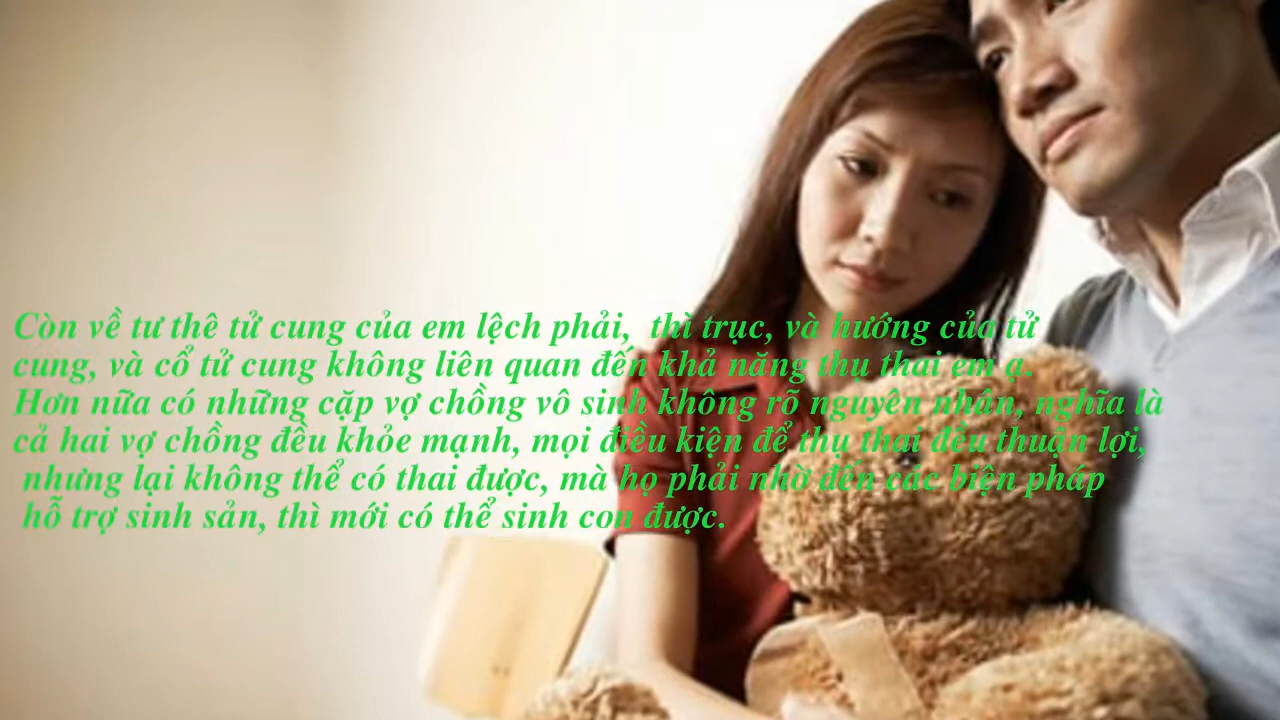 Còn về tư thê tử cung của em lệch phải,  thì trục, và hướng của tử
cung, và cổ tử cung không liên quan đến khả năng thụ thai em ạ.
Hơn nữa có những cặp vợ chồng vô sinh không rõ nguyên nhân, nghĩa là
cả hai vợ chồng đều khỏe mạnh, mọi điều kiện để thụ thai đều thuận lợi,
nhưng lại không thể có thai được, mà họ phải nhờ đến các biện pháp
hỗ trợ sinh sản, thì mới có thể sinh con được.